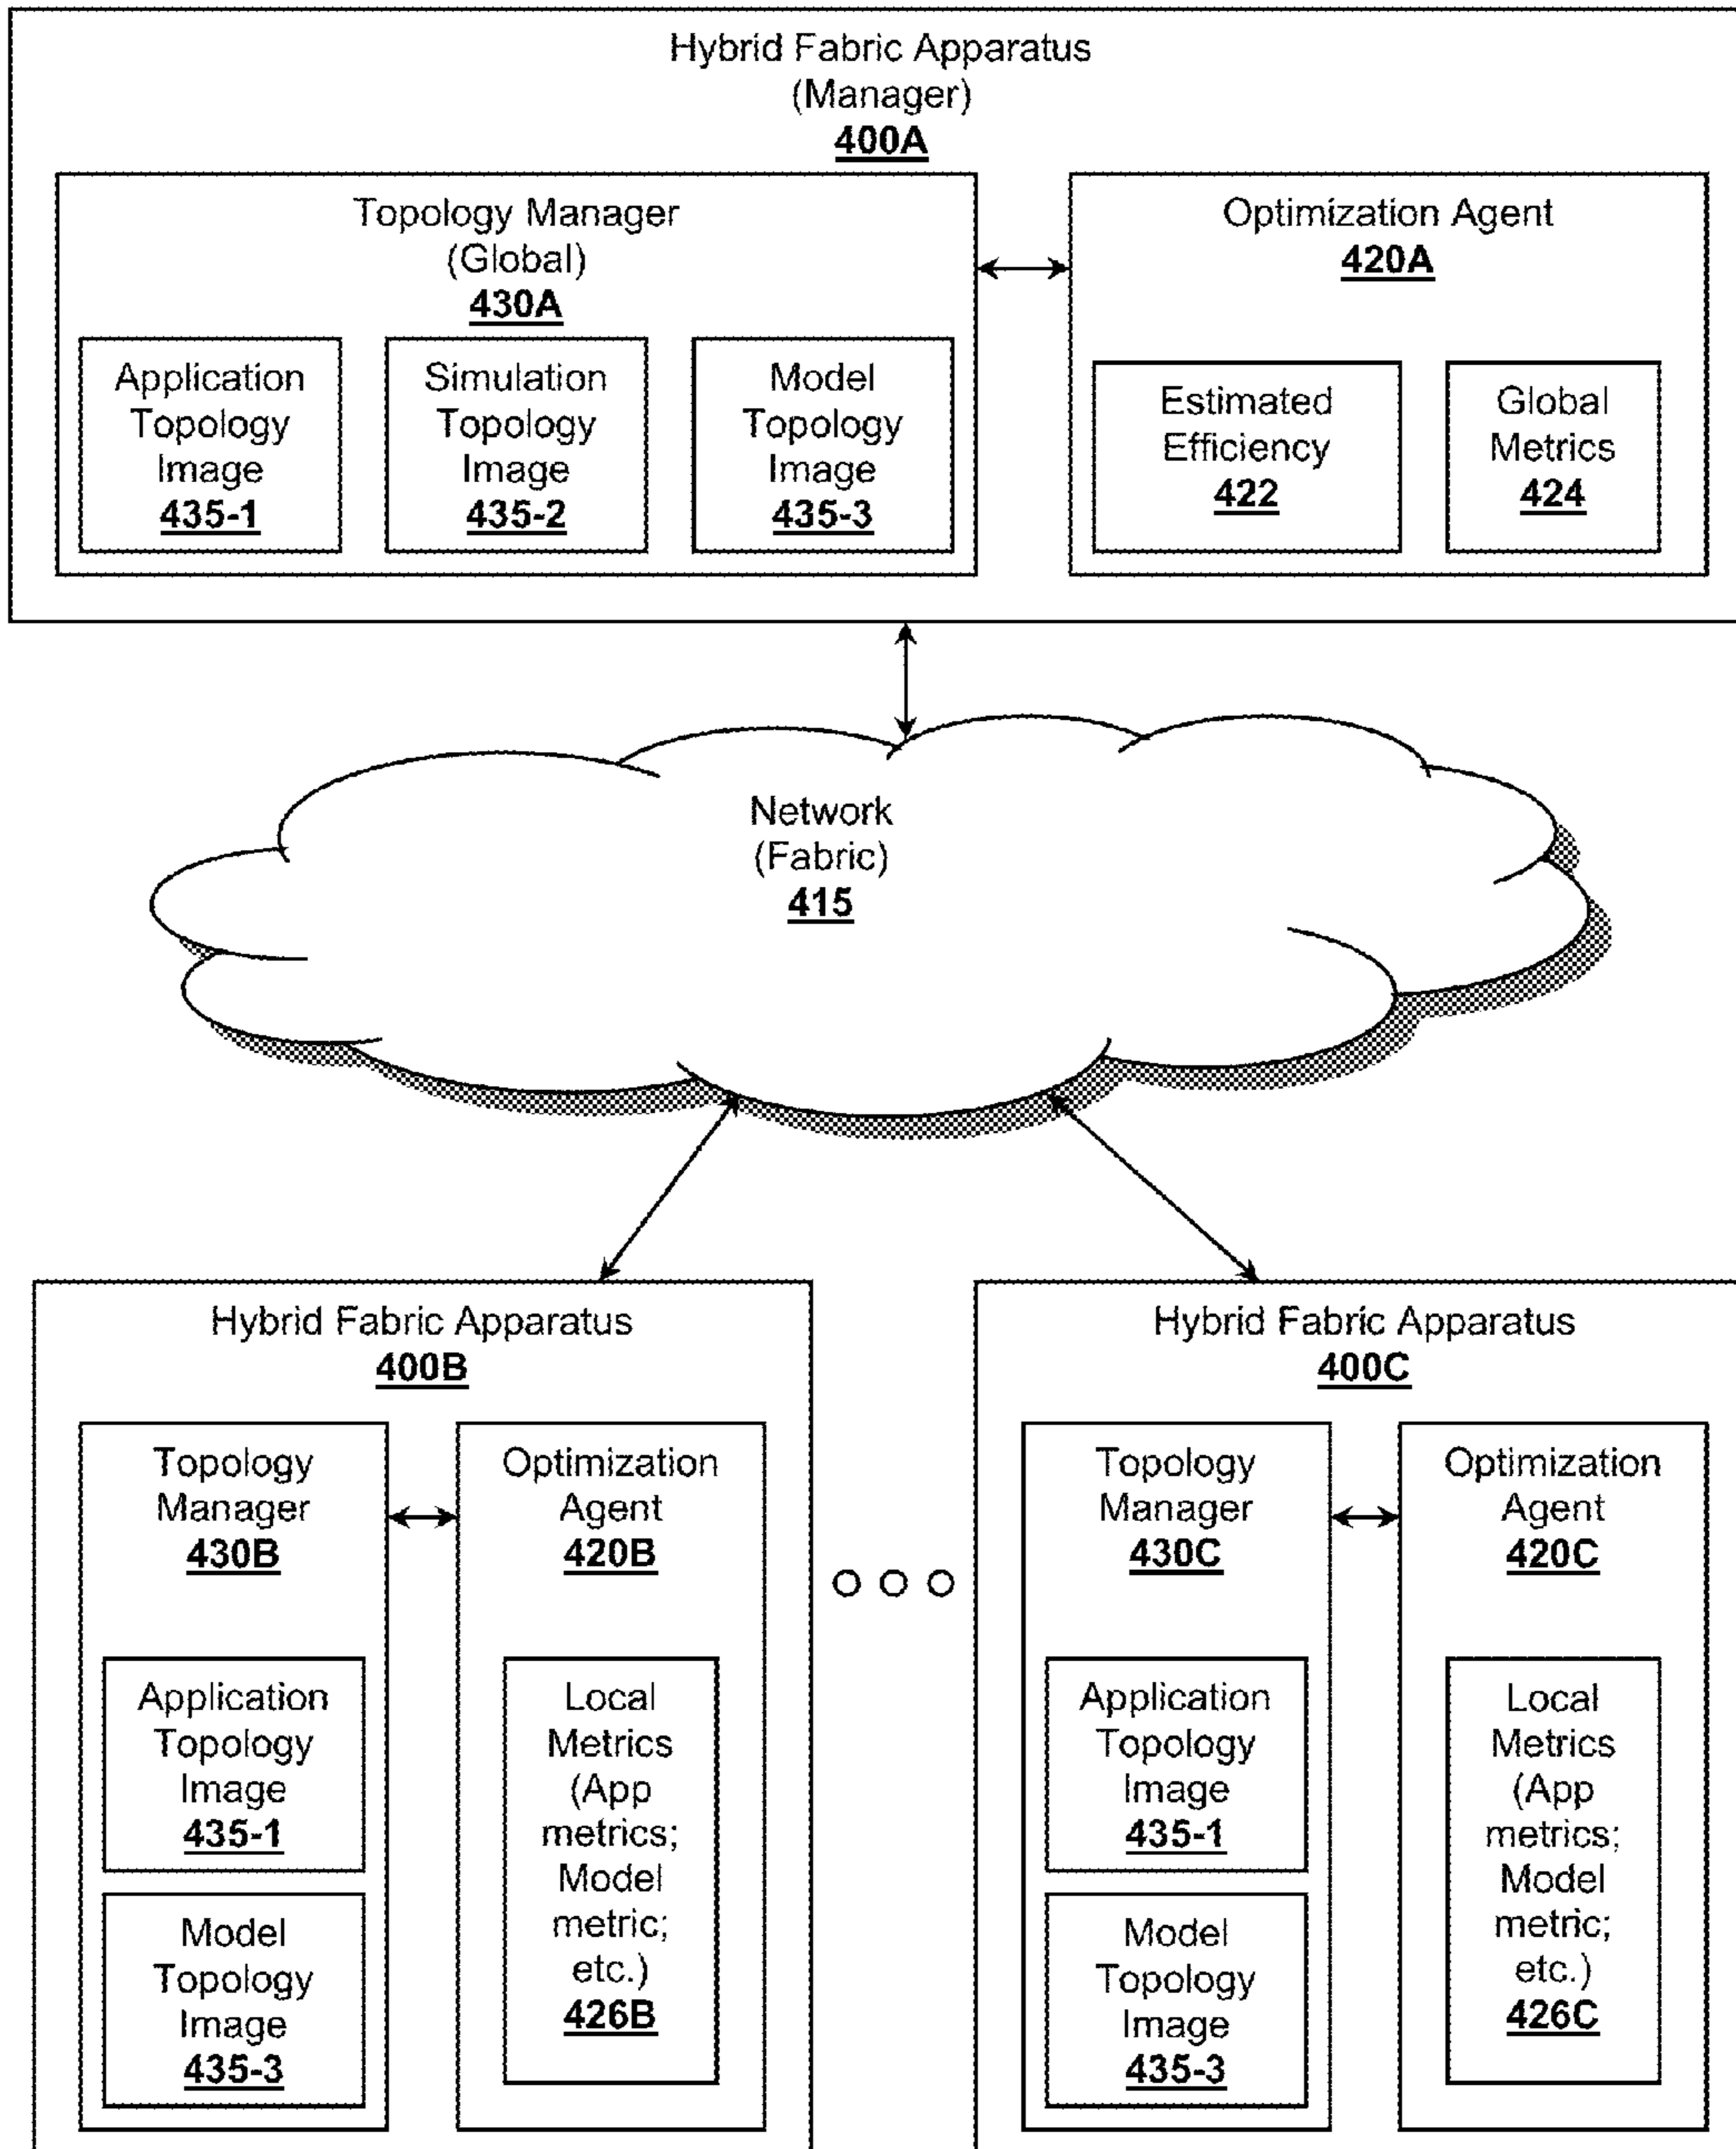 Hybrid Fabric Apparatus
(Manager)
400A
Topology Manager
(Global)
430A
Application
Topology
Image
435-1
Simulation
Topology
Image
435-2
Model
Topology
Image
435-3
Optimization Agent
420A
Estimated
Efficiency
422
Global
Metrics
424
Network
(Fabric)
415
Hybrid Fabric Apparatus
400B
Topology
Manager
430B
Application
Topology
Image
435-1
Model
Topology
Image
435-3
Optimization
Agent
420B
Local
Metrics
(App
metrics;
Model
metric;
etc.)
426B
Hybrid Fabric Apparatus
400C
Topology
Manager
430C
Application
Topology
Image
435-1
Model
Topology
Image
435-3
Optimization
Agent
420C
Local
Metrics
(App
metrics;
Model
metric;
etc.)
426C